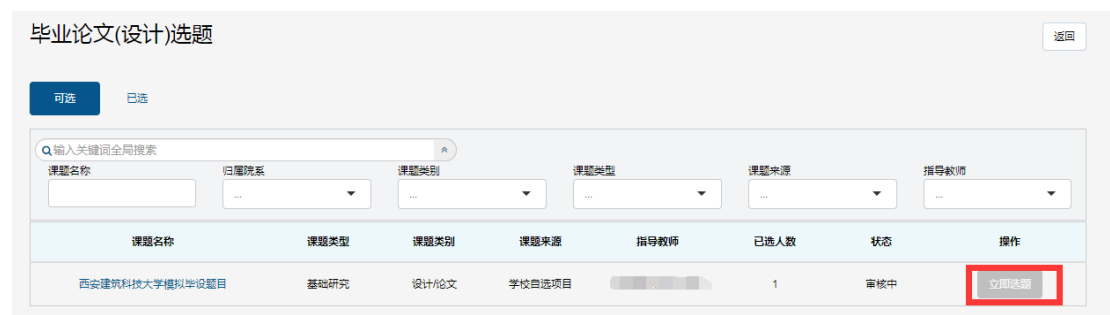 毕业论文(设计)选题
返回
可选 已选
输入关键词全局搜索
课题名称 归属院系 课题类别 课题类型 课题来源 指导教师
... ... ... ... ...
课题名称 课题类型 课题类别 课题来源 指导教师 已选人数 状态 操作
西安建筑科技大学模拟毕设题目 基础研究 设计/论文 学校自选项目 1 审核中 立即选题